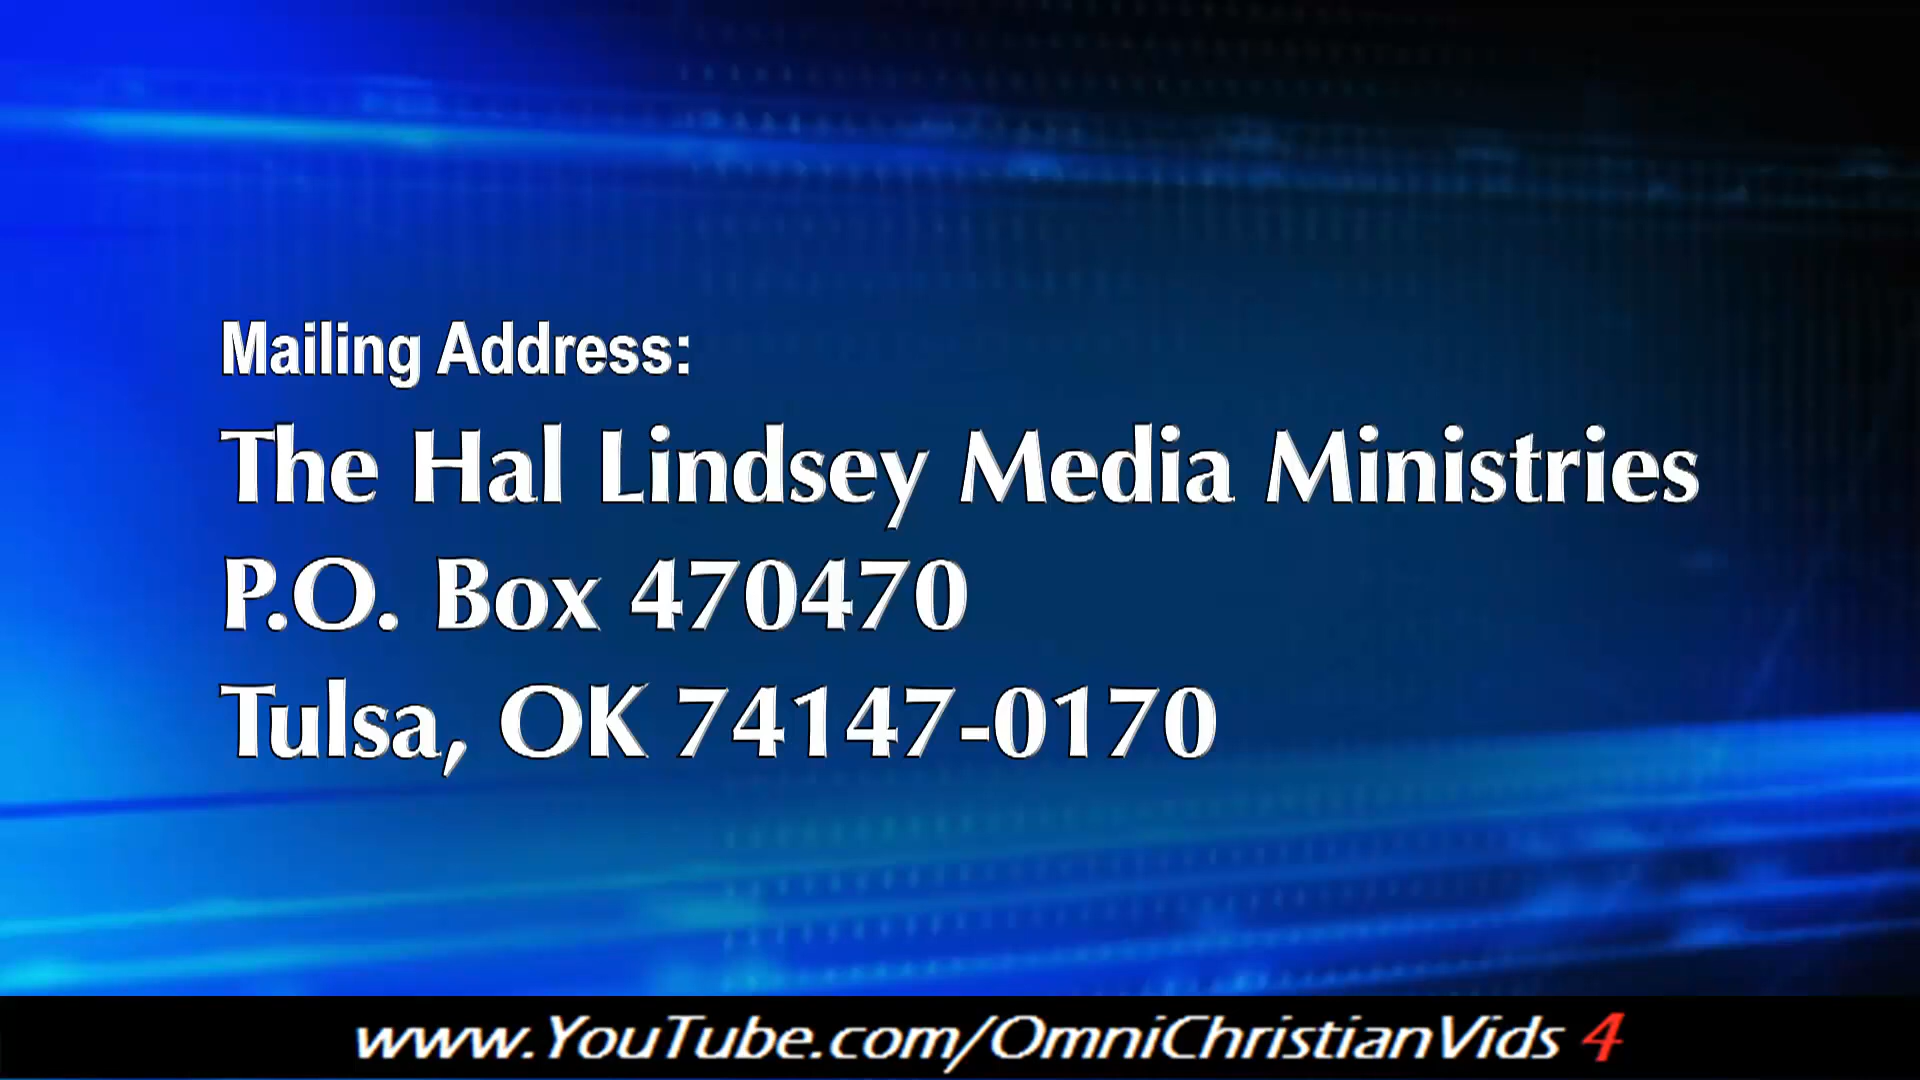 Mailing Address:
The Hal Lindsey Media Ministries
P.O. Box 470470
Tulsa, OK 74147-0170
www.YouTube.com/OmniChristianVids 4